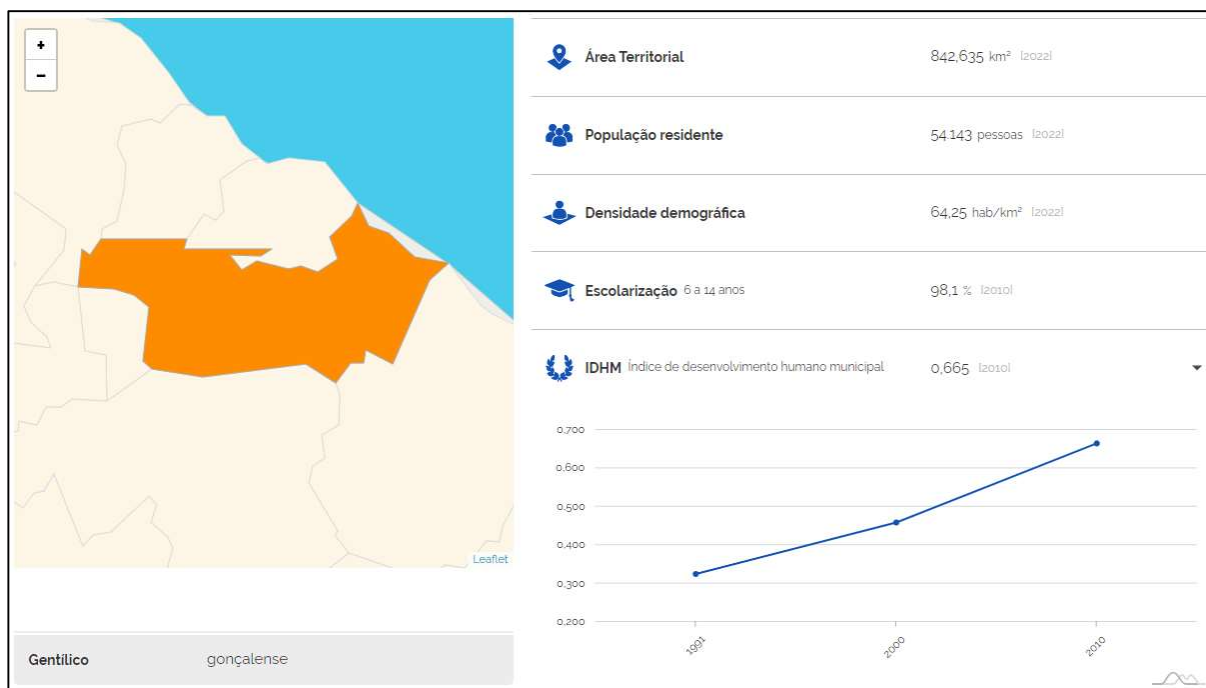 +
−
Leaflet
Gentílico gonçalense
Área Territorial 842,635 km² [2022]
População residente 54.143 pessoas [2022]
Densidade demográfica 64,25 hab/km² [2022]
Escolarização 6 a 14 anos 98,1 % [2010]
IDHM Índice de desenvolvimento humano municipal 0,665 [2010]
0,700
0,600
0,500
0,400
0,300
0,200
1991
2000
2010